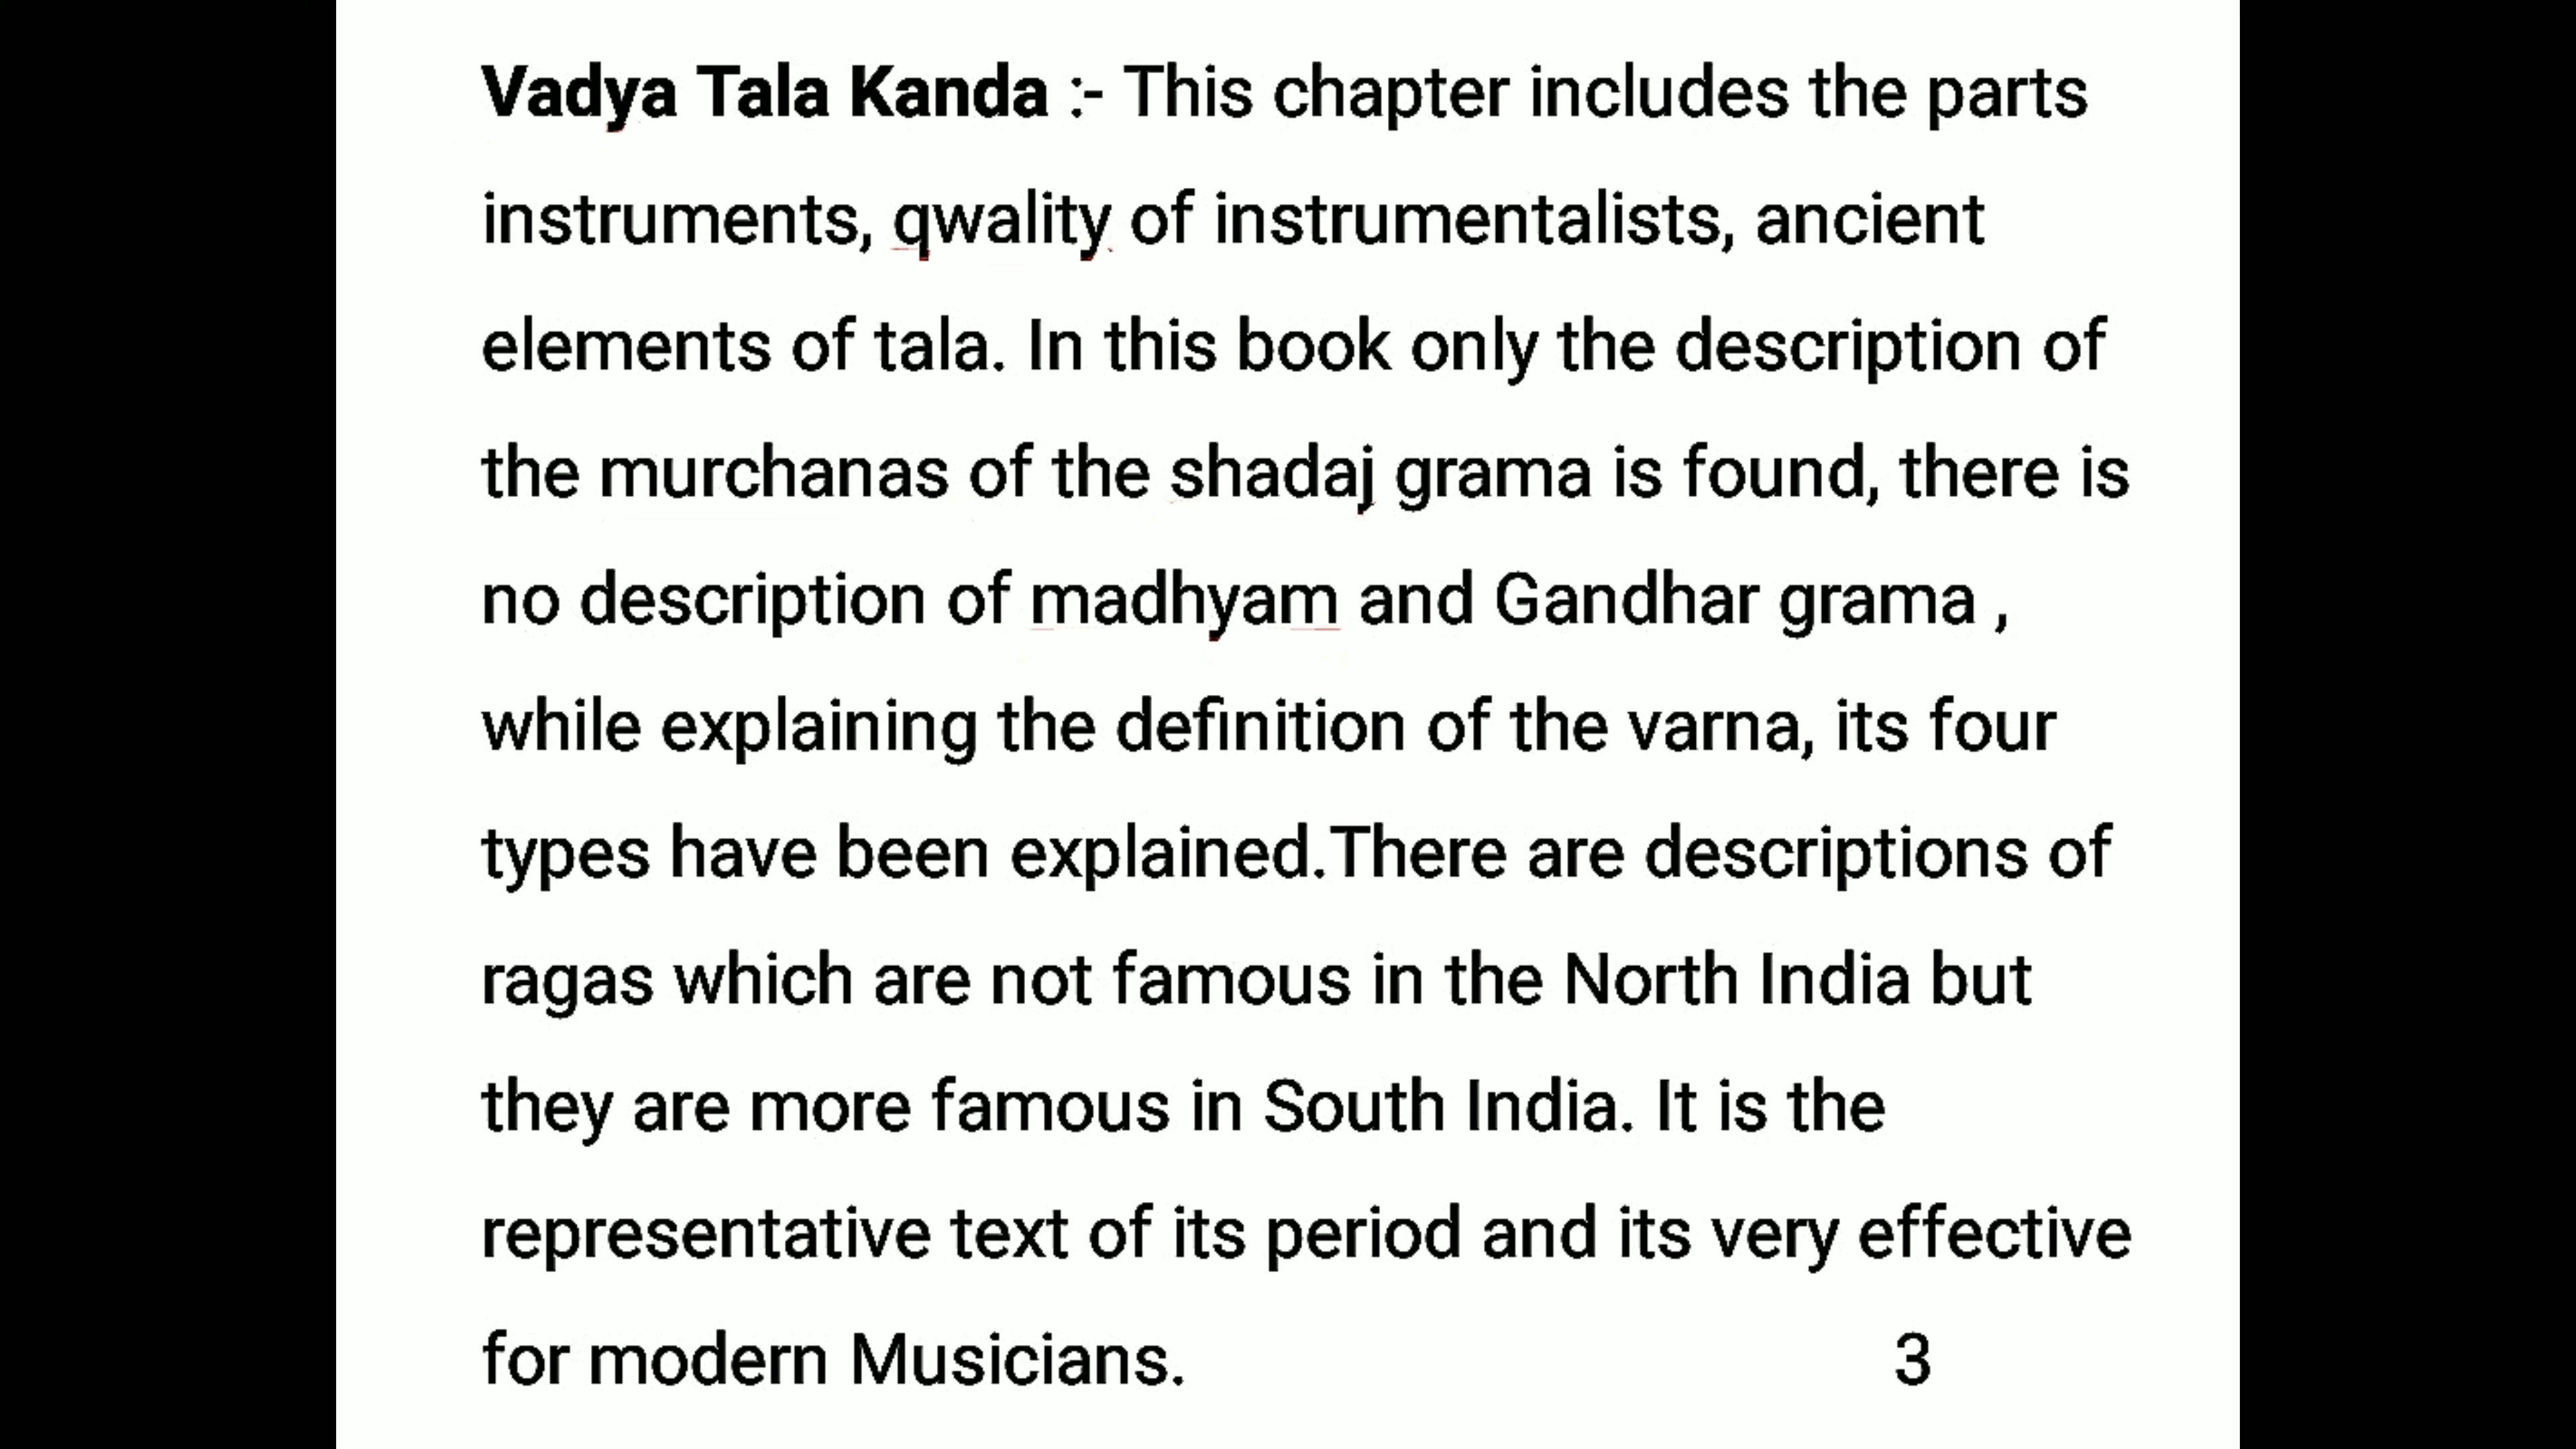 Vadya Tala Kanda :- This chapter includes the parts
instruments, qwality of instrumentalists, ancient
elements of tala. In this book only the description of
the murchanas of the shadaj grama is found, there is
no description of madhyam and Gandhar grama ,
while explaining the definition of the varna, its four
types have been explained.There are descriptions of
ragas which are not famous in the North India but
they are more famous in South India. It is the
representative text of its period and its very effective
for modern Musicians. 3